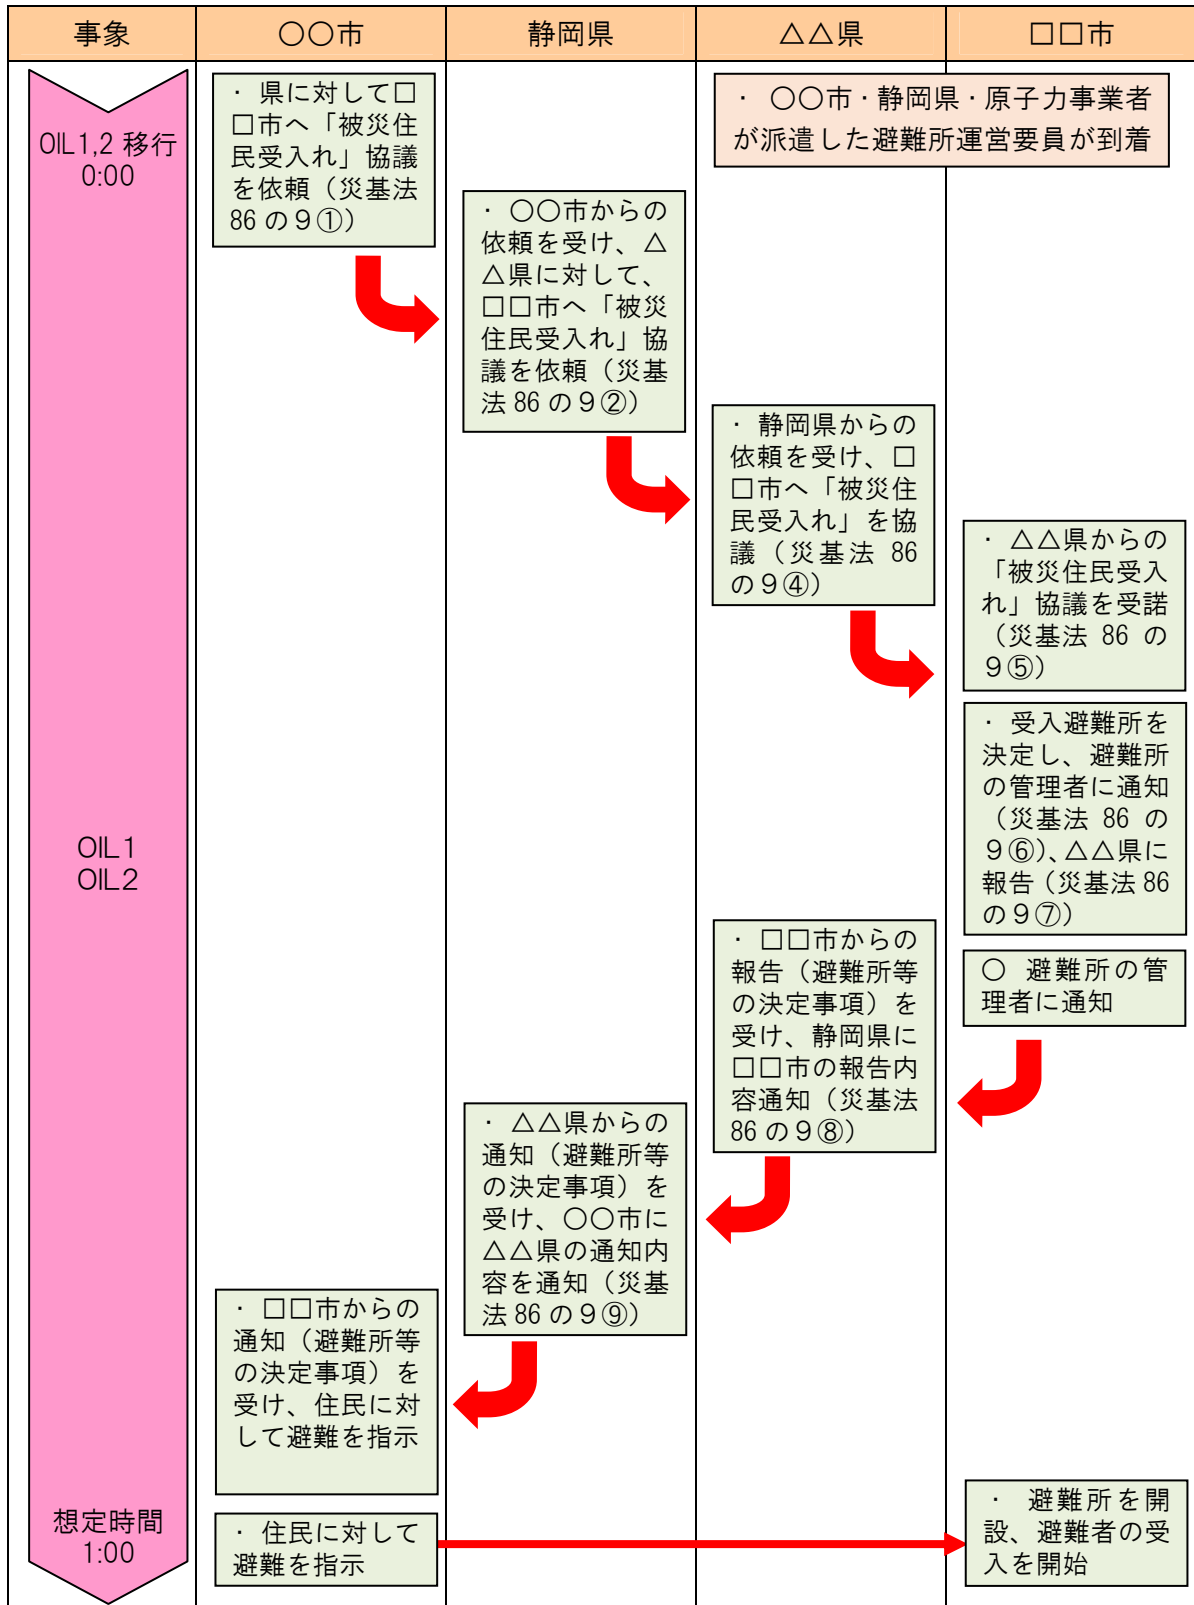 事象
〇〇市
静岡県
△△県
□□市
OIL1,2 移行
0:00
・ 県に対して□
□市へ「被災住
民受入れ」協議
を依頼（災基法
86 の９①）
・ 〇〇市・静岡県・原子力事業者
が派遣した避難所運営要員が到着
・ 〇〇市からの
依頼を受け、△
△県に対して、
□□市へ「被災
住民受入れ」協
議を依頼（災基
法 86 の９②）
・ 静岡県からの
依頼を受け、□
□市へ「被災住
民受入れ」を協
議（災基法 86
の９④）
・ △△県からの
「被災住民受入
れ」協議を受諾
（災基法 86 の
９⑤）
・ 受入避難所を
決定し、避難所
の管理者に通知
（災基法 86 の
９⑥）、△△県に
報告（災基法 86
の９⑦）
OIL1
OIL2
・ □□市からの
報告（避難所等
の決定事項）を
受け、静岡県に
□□市の報告内
容通知（災基法
86 の９⑧）
〇 避難所の管
理者に通知
・ △△県からの
通知（避難所等
の決定事項）を
受け、〇〇市に
△△県の通知内
容を通知（災基
法 86 の９⑨）
・ □□市からの
通知（避難所等
の決定事項）を
受け、住民に対
して避難を指示
想定時間
1:00
・ 住民に対して
避難を指示
・ 避難所を開
設、避難者の受
入を開始